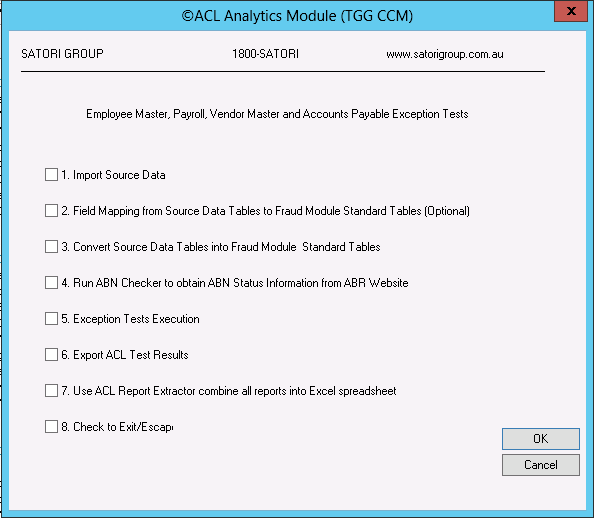 ©ACL Analytics Module (TGG CCM)
x
SATORI GROUP 1800-SATORI www.satorigroup.com.au
Employee Master, Payroll, Vendor Master and Accounts Payable Exception Tests
1. Import Source Data
2. Field Mapping from Source Data Tables to Fraud Module Standard Tables (Optional)
3. Convert Source Data Tables into Fraud Module Standard Tables
4. Run ABN Checker to obtain ABN Status Information from ABR Website
5. Exception Tests Execution
6. Export ACL Test Results
7. Use ACL Report Extractor combine all reports into Excel spreadsheet
8. Check to Exit/Escape
OK
Cancel